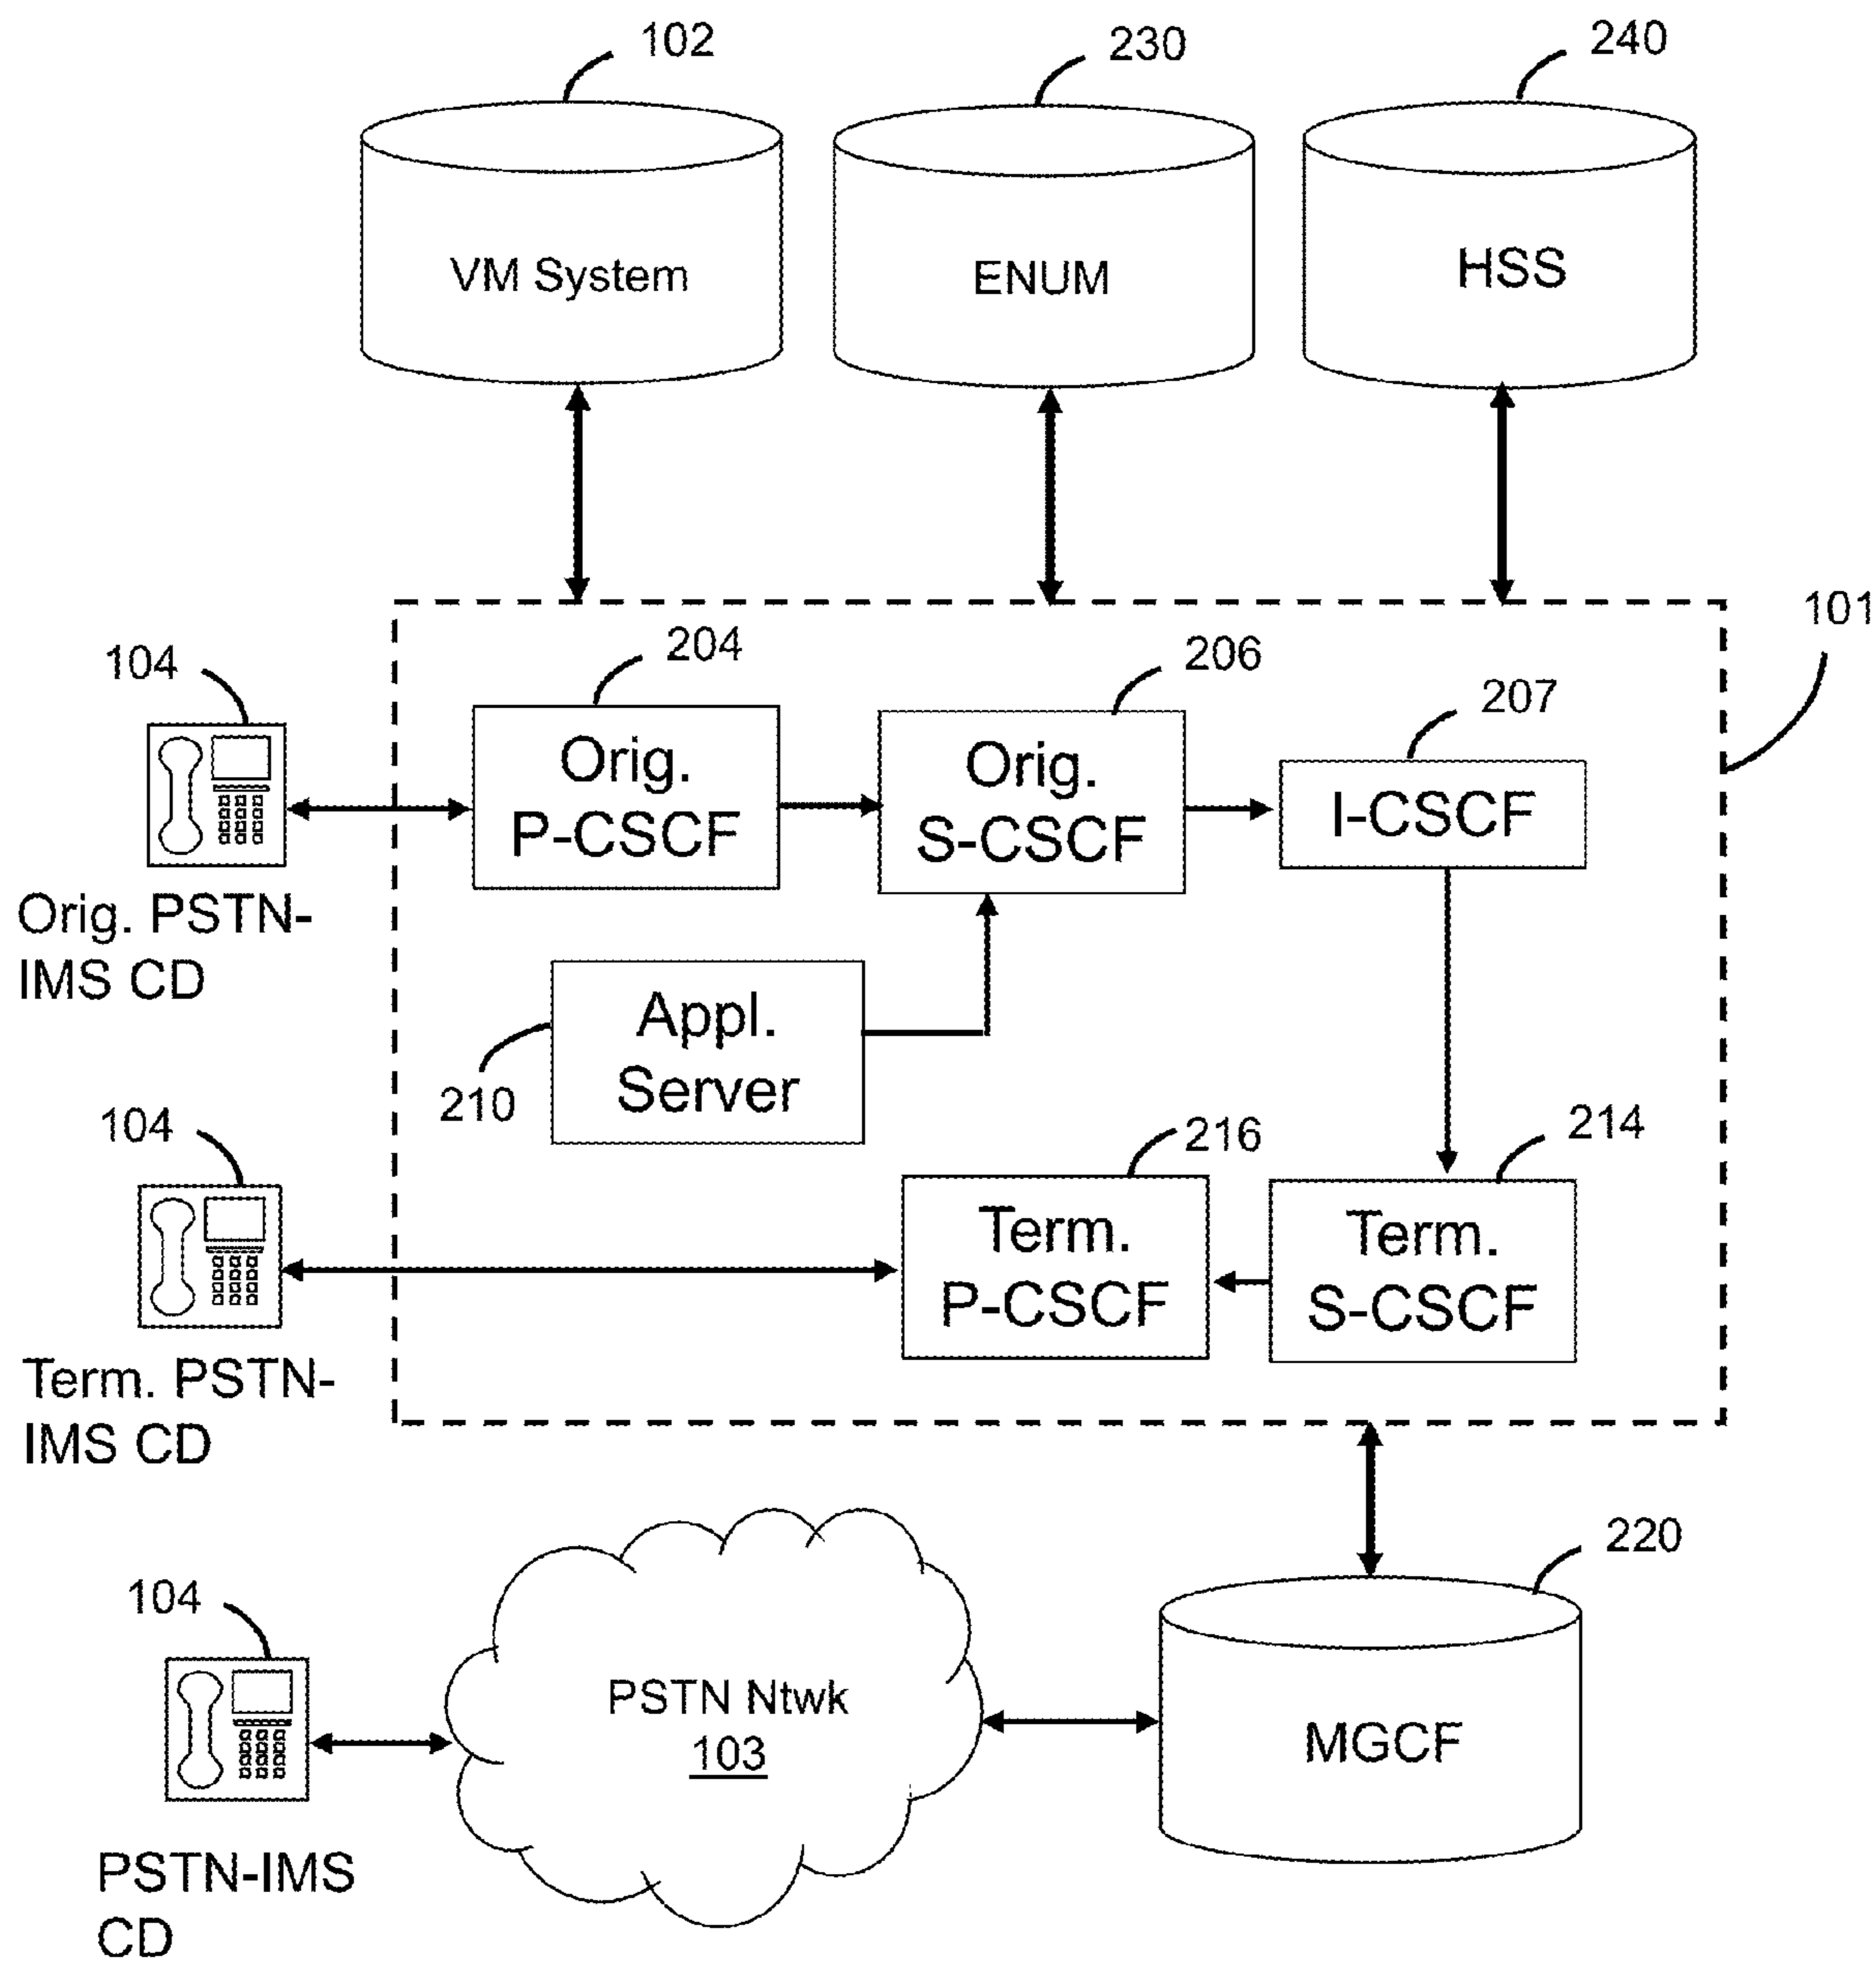 102
230
240
VM System
ENUM
HSS
101
104
204
206
207
Orig.
P-CSCF
Orig.
S-CSCF
I-CSCF
Orig. PSTN-
IMS CD
210
Appl.
Server
104
216
214
Term.
P-CSCF
Term.
S-CSCF
Term. PSTN-
IMS CD
220
104
PSTN Ntwk
103
MGCF
PSTN-IMS
CD